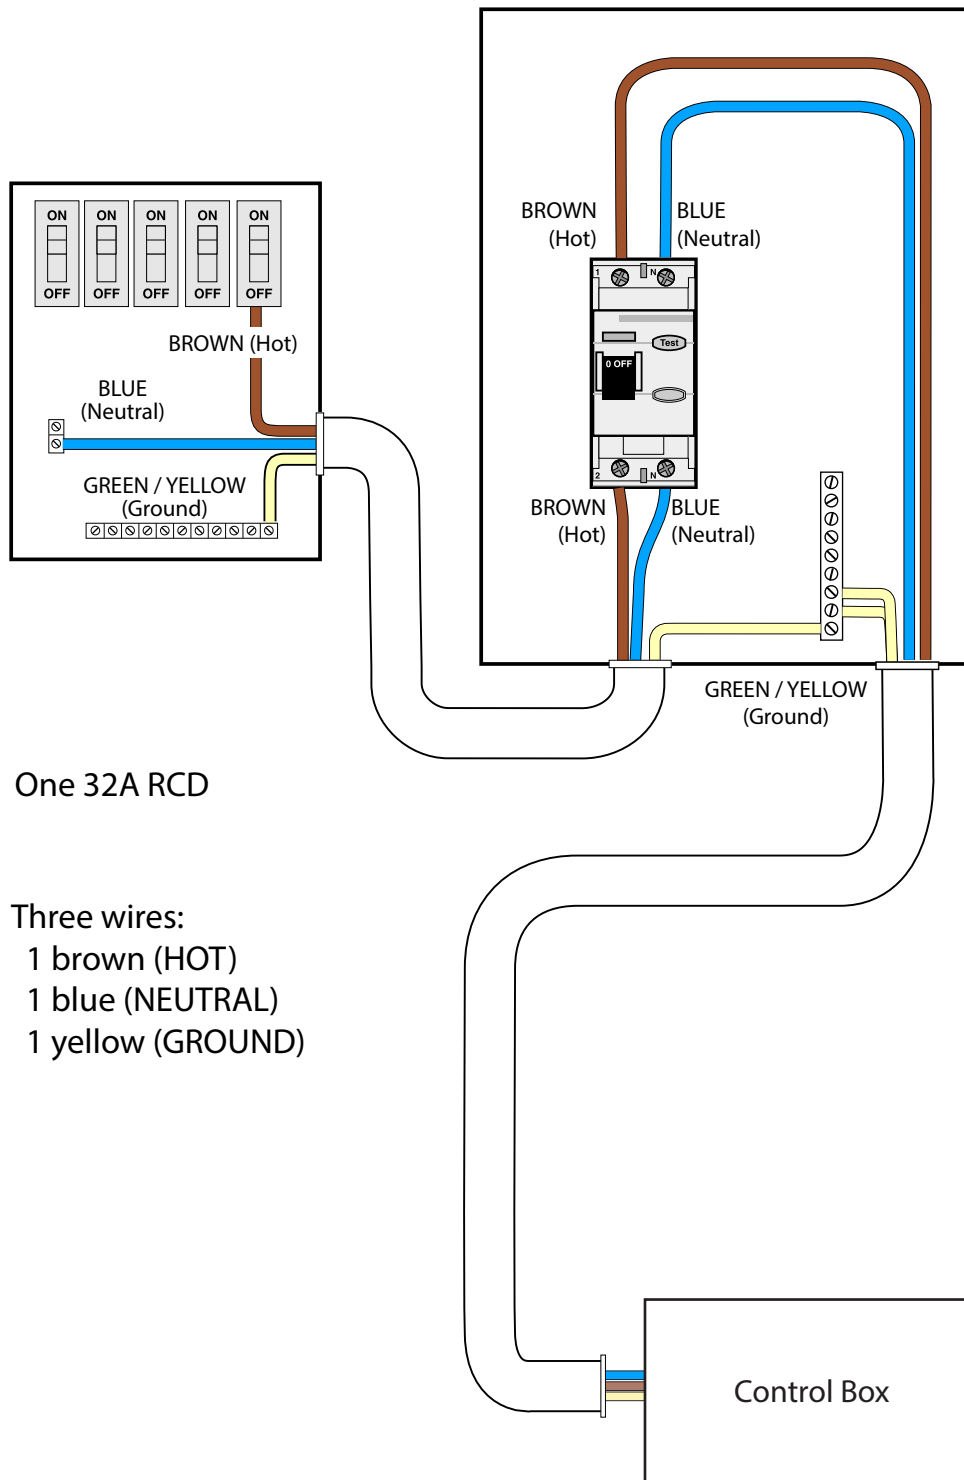 BROWN
(Hot)
BLUE
(Neutral)
ON ON ON ON ON
OFF OFF OFF OFF OFF
BROWN (Hot)
BLUE
(Neutral)
GREEN / YELLOW
(Ground)
1 N
Test
0 OFF
2 N
BROWN
(Hot)
BLUE
(Neutral)
GREEN / YELLOW
(Ground)
One 32A RCD
Three wires:
1 brown (HOT)
1 blue (NEUTRAL)
1 yellow (GROUND)
Control Box